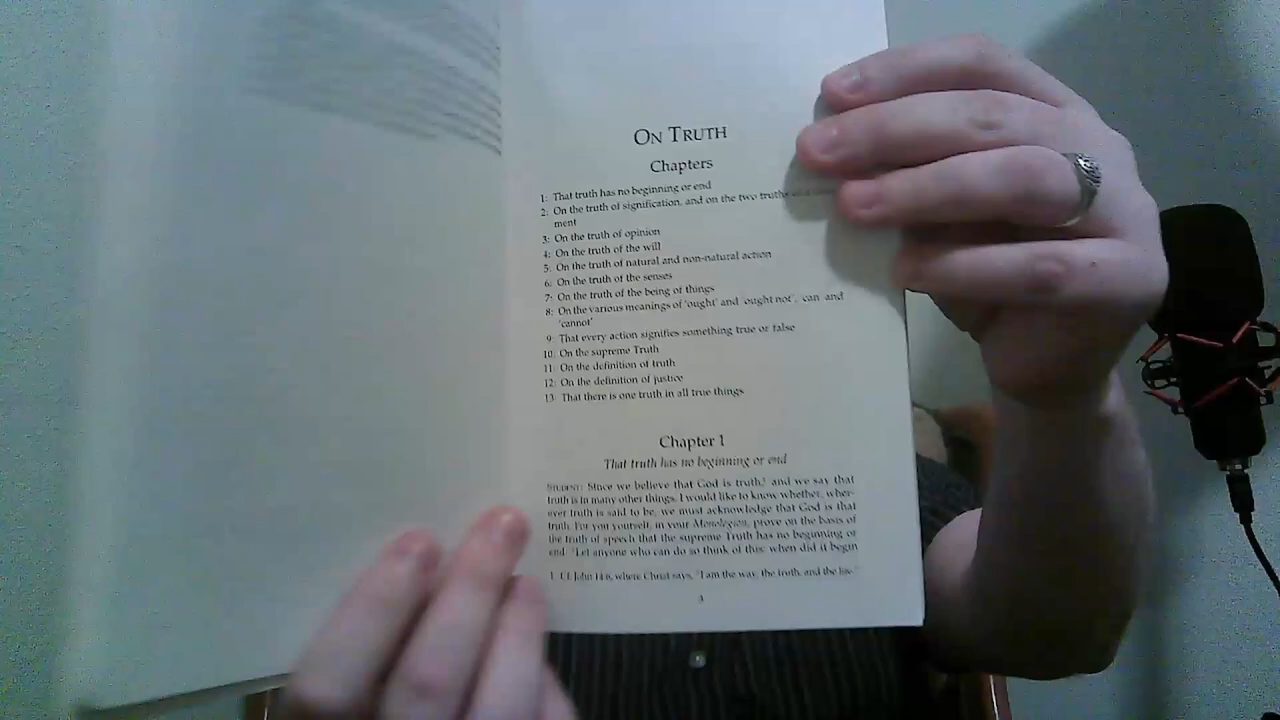 ON TRUTH
Chapters
1: That truth has no beginning or end
2: On the truth of signification, and on the two truths
ment
3: On the truth of opinion
4: On the truth of the will
5: On the truth of natural and non-natural action
6: On the truth of the senses
7: On the truth of the being of things
8: On the various meanings of 'ought' and 'ought not', 'can' and
'cannot'
9: That every action signifies something true or false
10: On the supreme Truth
11: On the definition of truth
12: On the definition of justice
13: That there is one truth in all true things
Chapter 1
That truth has no beginning or end
STUDENT: Since we believe that God is truth,¹ and we say that
truth is in many other things, I would like to know whether, wher-
ever truth is said to be, we must acknowledge that God is that
truth. For you yourself, in your Monologion, prove on the basis of
the truth of speech that the supreme Truth has no beginning or
end: "Let anyone who can do so think of this: when did it begin
1. Cf. John 14:6, where Christ says, "I am the way, the truth, and the life."
3